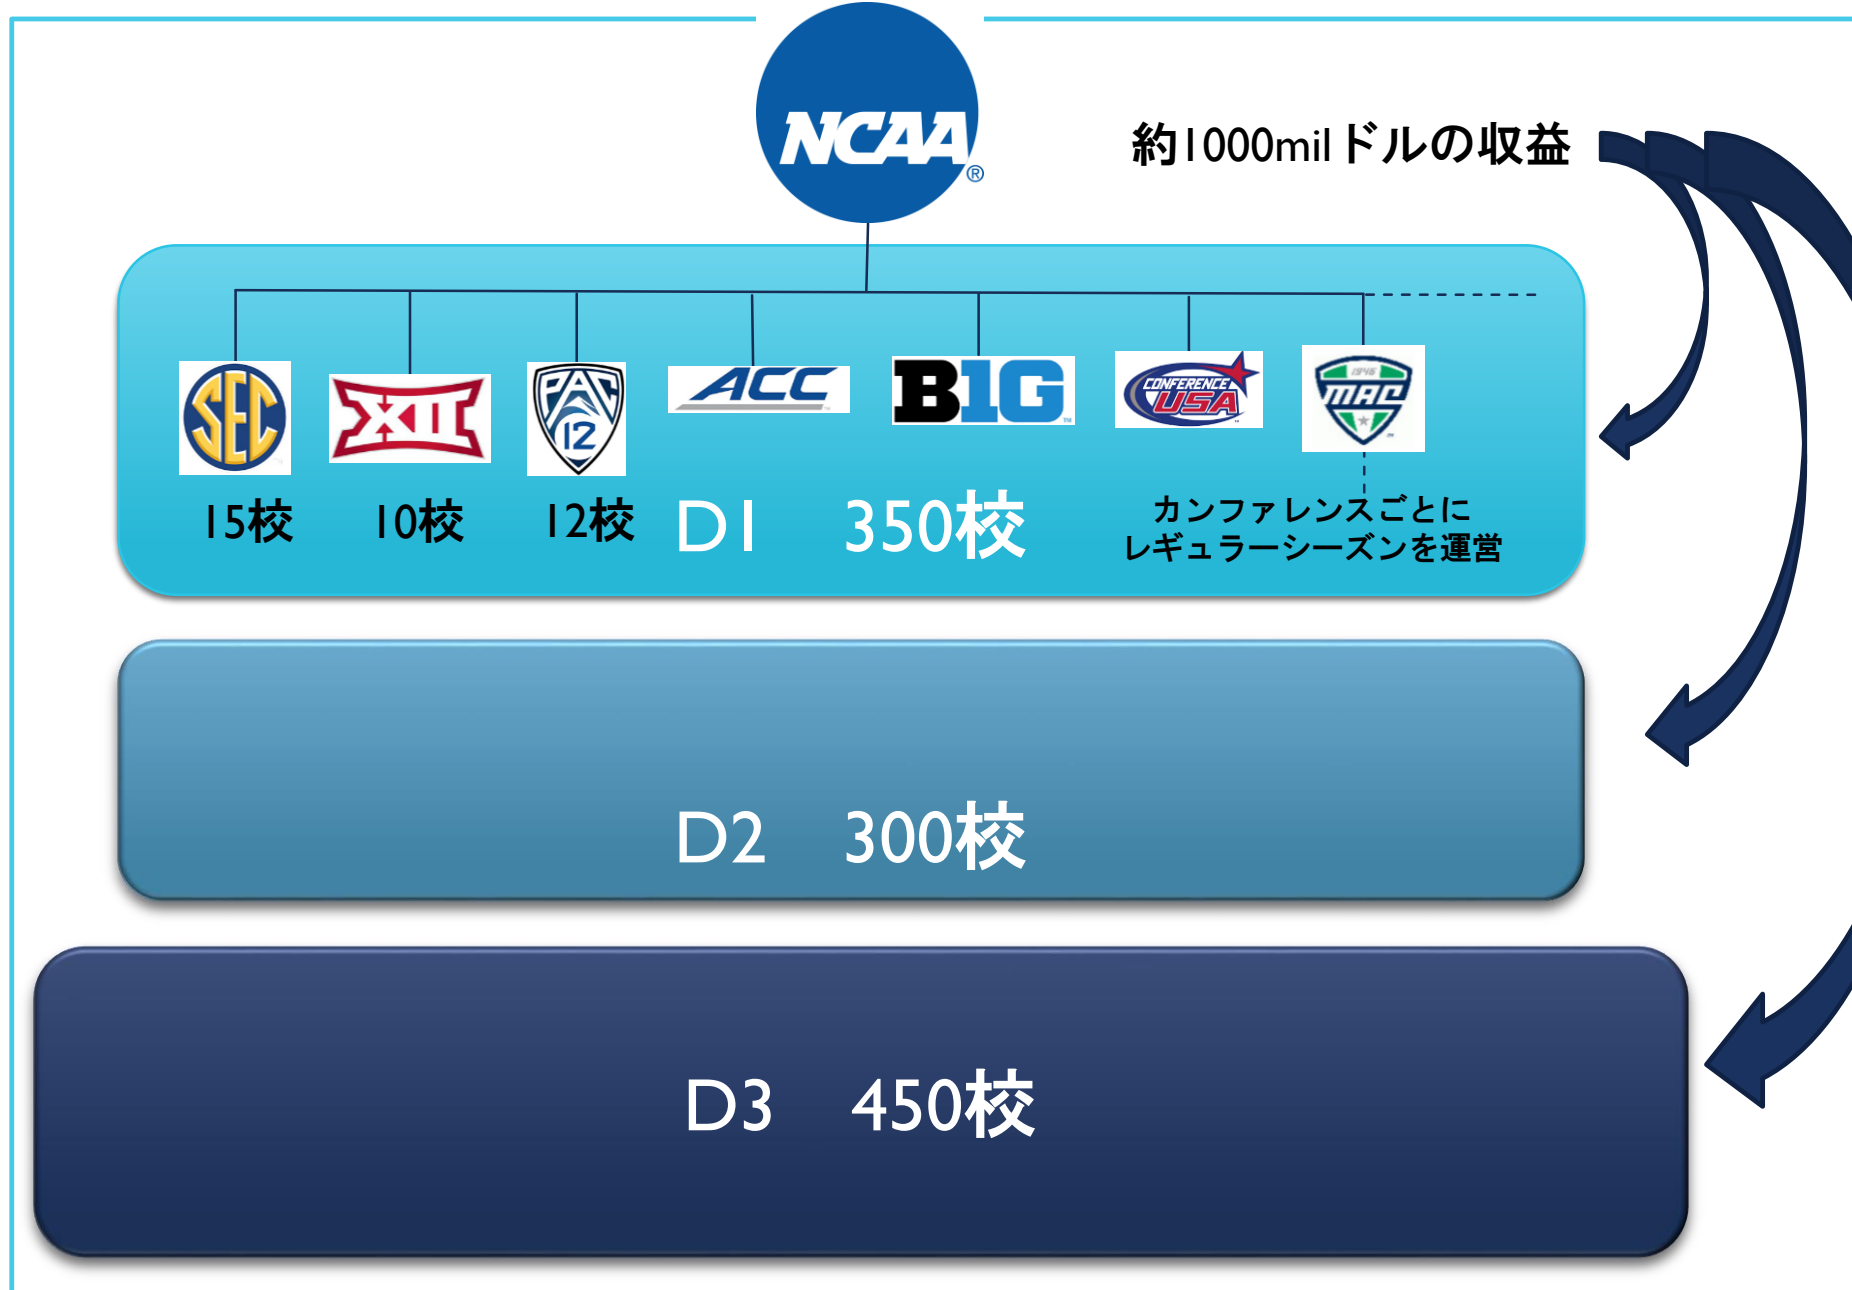 NCAA®
約1000milドルの収益
SEC
XII
PAC
12
ACC
B1G
CONFERENCE
USA
1946
MAC
15校
10校
12校
D1　350校
カンファレンスごとに
レギュラーシーズンを運営
D2　300校
D3　450校